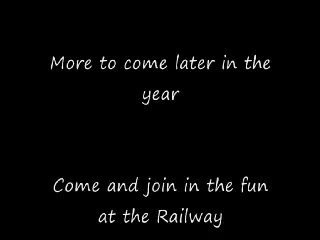 More to come later in the
year
Come and join in the fun
at the Railway